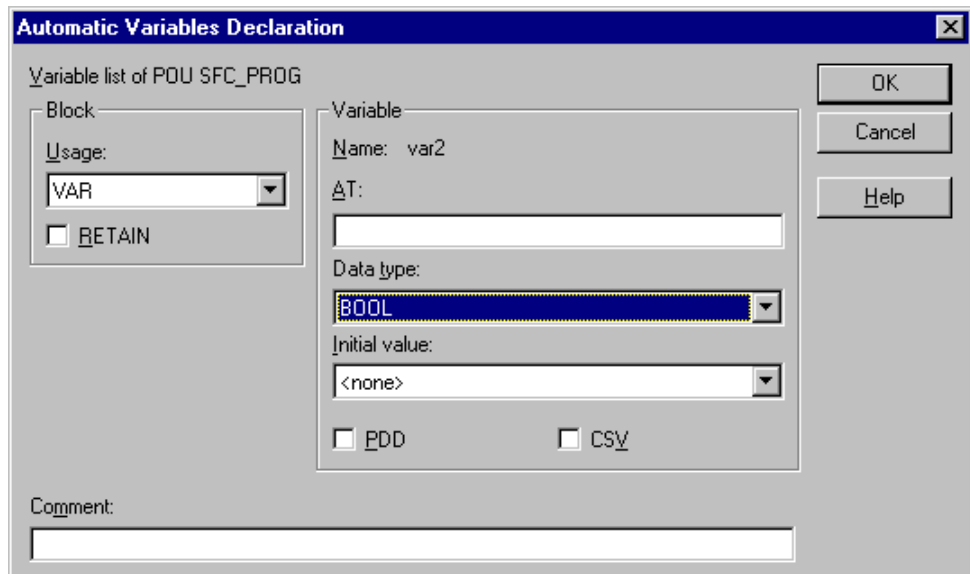 Automatic Variables Declaration
Variable list of POU SFC_PROG
OK
Block
Variable
Cancel
Usage:
Name: var2
VAR
AT:
Help
RETAIN
Data type:
BOOL
Initial value:
<none>
PDD
CSV
Comment: